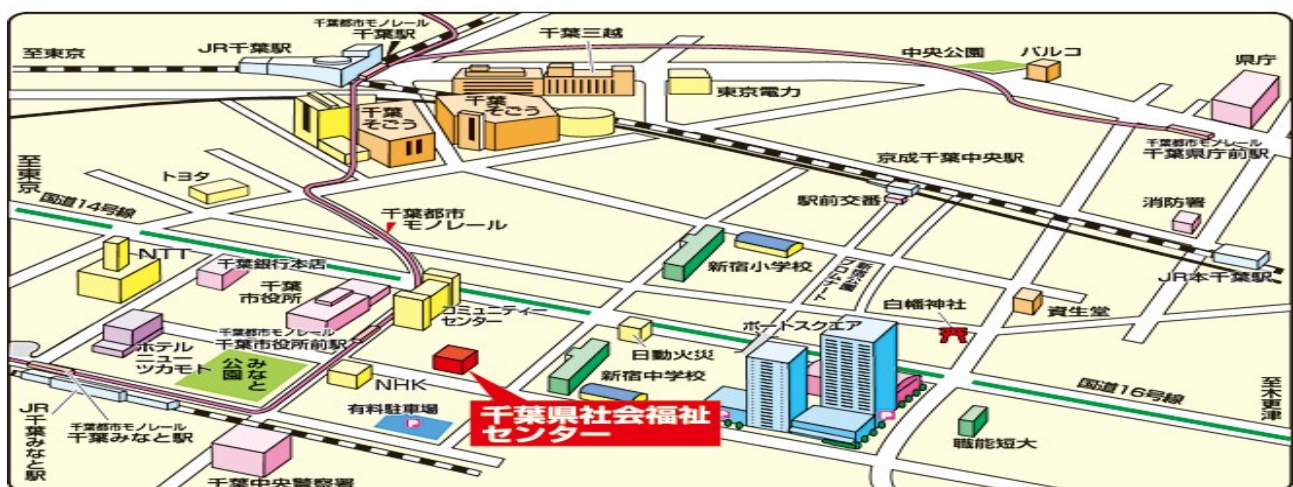 千葉都市モノレール
千葉駅
JR千葉駅
至東京
千葉三越
中央公園
パルコ
県庁
東京電力
千葉
そごう
千葉
そごう
千葉都市モノレール
千葉県庁前駅
京成千葉中央駅
至東京
トヨタ
国道14号線
千葉都市
モノレール
駅前交番
消防署
NTT
千葉銀行本店
新宿小学校
新宿公園
プロムナード
JR本千葉駅
千葉
市役所
コミュニティー
センター
白幡神社
資生堂
千葉都市モノレール
千葉市役所前駅
ポートスクエア
日動火災
ホテル
ニュー
ツカモト
みなと
公園
NHK
新宿中学校
国道16号線
至木更津
JR
千葉みなと駅
千葉都市モノレール
千葉みなと駅
有料駐車場
P
千葉県社会福祉
センター
P
P
職能短大
千葉中央警察署